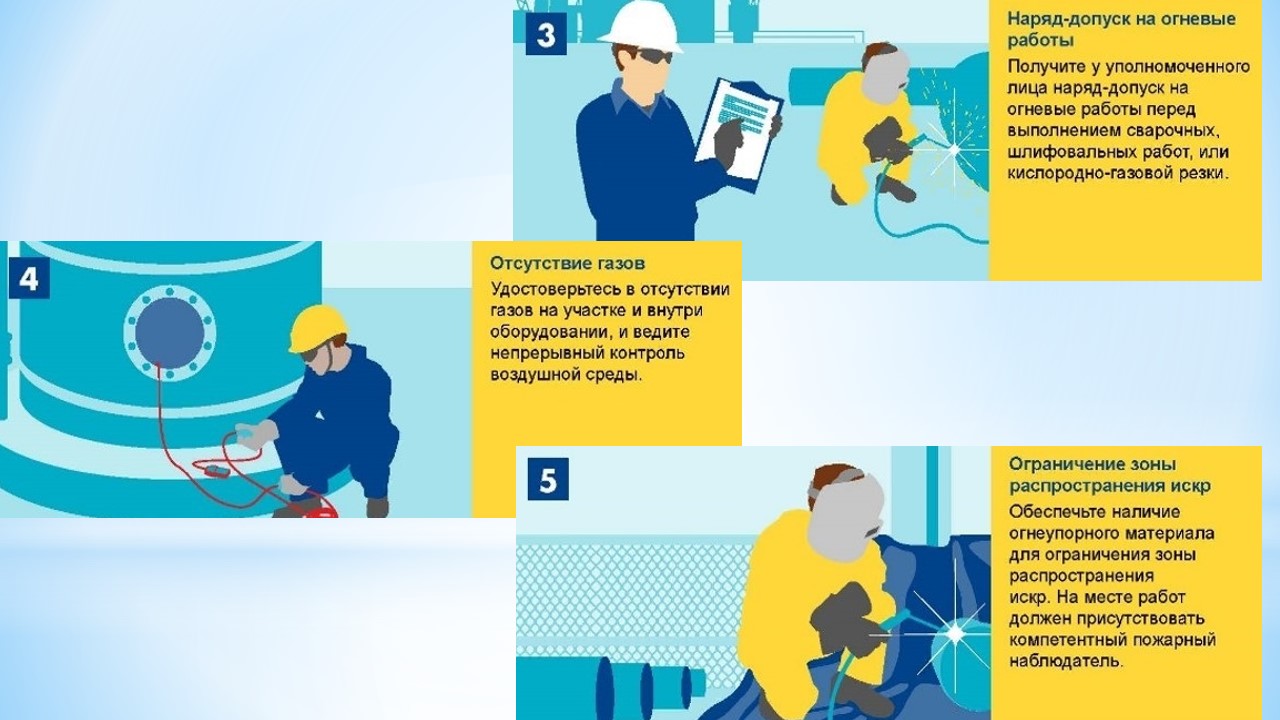 3
Наряд-допуск на огневые
работы
Получите у уполномоченного
лица наряд-допуск на
огневые работы перед
выполнением сварочных,
шлифовальных работ, или
кислородно-газовой резки.
4
Отсутствие газов
Удостоверьтесь в отсутствии
газов на участке и внутри
оборудовании, и ведите
непрерывный контроль
воздушной среды.
5
Ограничение зоны
распространения искр
Обеспечьте наличие
огнеупорного материала
для ограничения зоны
распространения
искр. На месте работ
должен присутствовать
компетентный пожарный
наблюдатель.